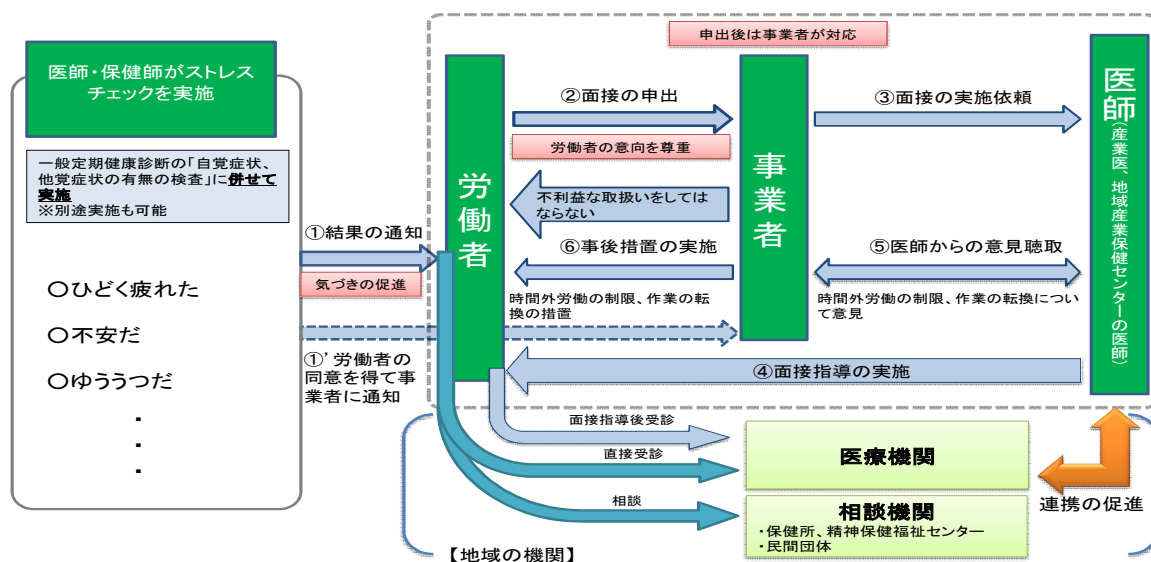 医師・保健師がストレス
チェックを実施
一般定期健康診断の「自覚症状、
他覚症状の有無の検査」に併せて
実施
※別途実施も可能
〇ひどく疲れた
〇不安だ
〇ゆううつだ
・
・
・
①結果の通知
気づきの促進
①’労働者の
同意を得て事
業者に通知
申出後は事業者が対応
労働者
②面接の申出
労働者の意向を尊重
不利益な取扱いをしては
ならない
⑥事後措置の実施
時間外労働の制限、作業の転
換の措置
事業者
③面接の実施依頼
⑤医師からの意見聴取
時間外労働の制限、作業の転換につい
て意見
④面接指導の実施
医師
(産業医、地域産業保健センターの医師)
面接指導後受診
直接受診
相談
医療機関
相談機関
・保健所、精神保健福祉センター
・民間団体
連携の促進
【地域の機関】